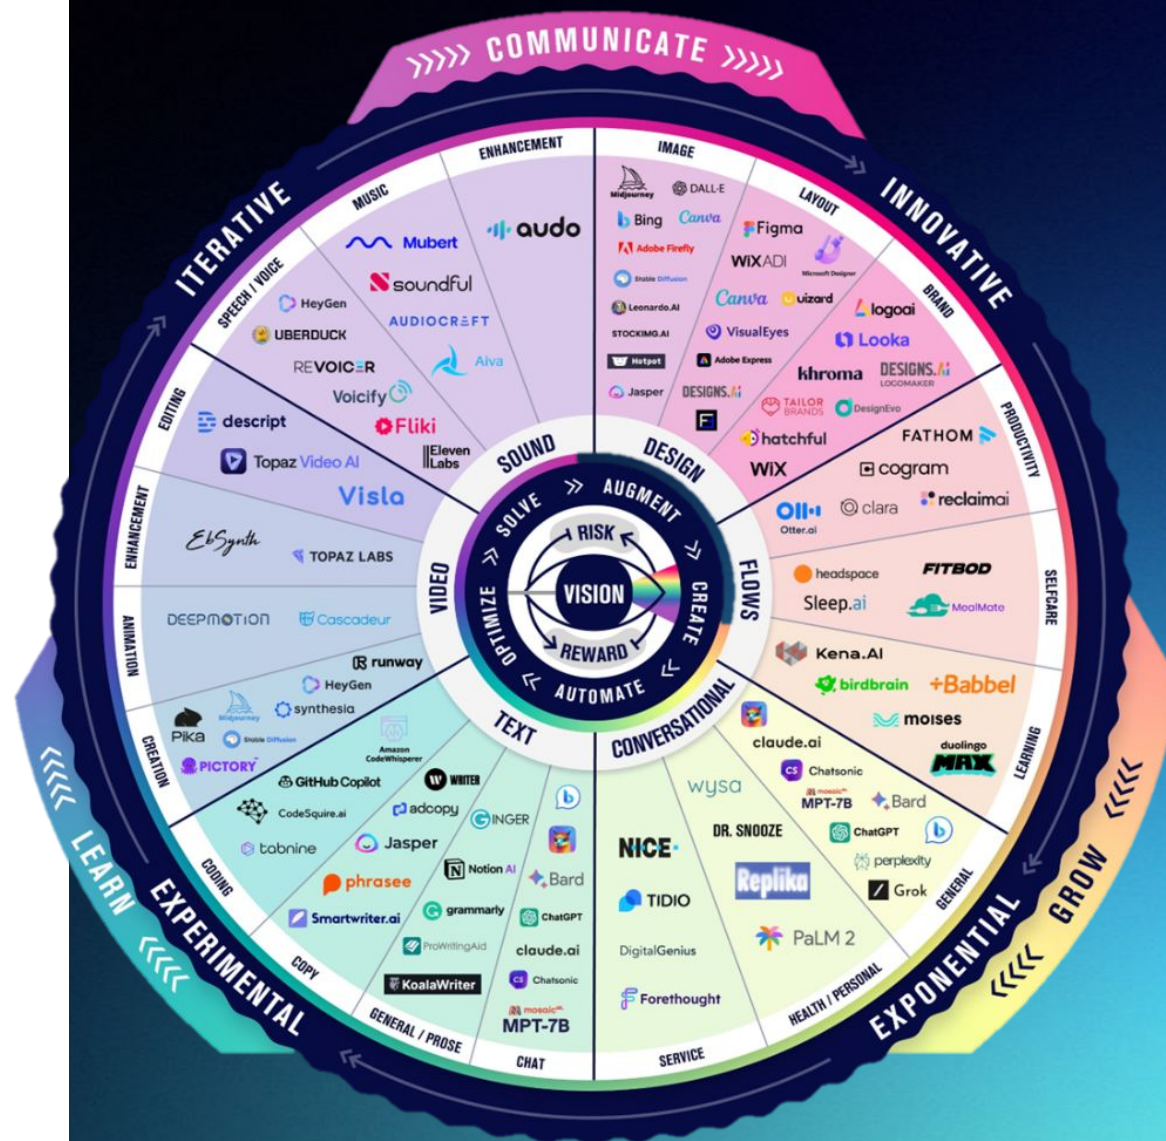 COMMUNICATE
INNOVATIVE
GROW
EXPONENTIAL
EXPERIMENTAL
LEARN
ITERATIVE
VISION
RISK
REWARD
SOLVE
AUGMENT
CREATE
AUTOMATE
OPTIMIZE
DESIGN
IMAGE
Midjourney
DALL-E
Bing
Canva
Adobe Firefly
Stable Diffusion
Leonardo.AI
STOCKIMG.AI
Hotpot
Jasper
LAYOUT
Figma
WiX ADI
Microsoft Designer
Canva
uizard
VisualEyes
Adobe Express
DESIGNS.Ai
BRAND
logoai
Looka
khroma
DESIGNS.Ai
LOGOMAKER
TAILOR
BRANDS
DesignEvo
hatchful
WiX
FLOWS
PRODUCTIVITY
FATHOM
cogram
Otter.ai
clara
reclaimai
SELFCARE
headspace
FITBOD
Sleep.ai
MealMate
LEARNING
Kena.AI
birdbrain
+Babbel
moises
duolingo
MAX
CONVERSATIONAL
GENERAL
claude.ai
CS
Chatsonic
mosaic
MPT-7B
Bard
ChatGPT
perplexity
Grok
HEALTH / PERSONAL
wysa
DR. SNOOZE
Replika
PaLM 2
SERVICE
NICE
TIDIO
DigitalGenius
Forethought
TEXT
CHAT
Bard
ChatGPT
claude.ai
CS
Chatsonic
mosaic
MPT-7B
GENERAL / PROSE
GINGER
Notion AI
grammarly
ProWritingAid
KoalaWriter
COPY
WRITER
adcopy
Jasper
phrasee
Smartwriter.ai
CODING
Amazon
CodeWhisperer
GitHub Copilot
CodeSquire.ai
tabnine
VIDEO
CREATION
runway
HeyGen
synthesia
Midjourney
Pika
Stable Diffusion
PICTORY
ANIMATION
DEEPMOTION
Cascadeur
ENHANCEMENT
EbSynth
TOPAZ LABS
EDITING
descript
Topaz Video AI
Visla
SOUND
SPEECH / VOICE
HeyGen
UBERDUCK
REVOICER
Voicify
Fliki
Eleven
Labs
MUSIC
Mubert
soundful
AUDIOCRAFT
Aiva
ENHANCEMENT
audo